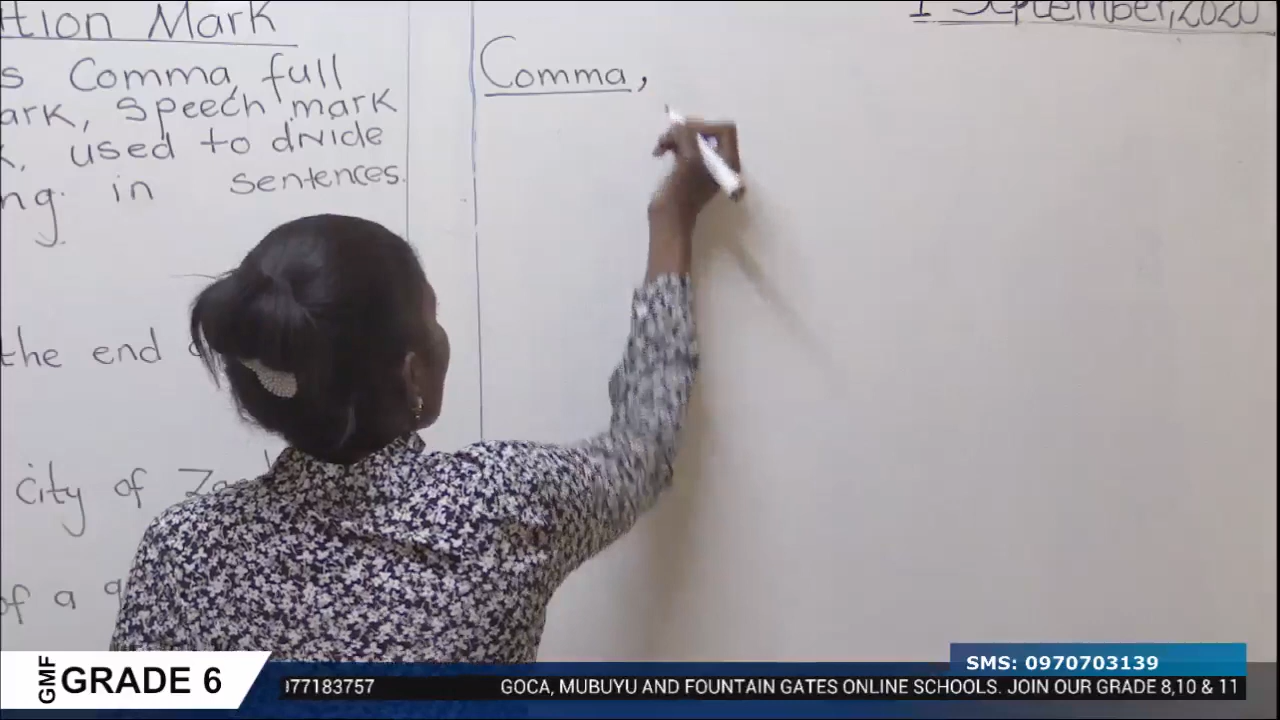 tion Mark
s Comma, full
ark, speech mark
k, used to divide
ng in sentences.
the end
city of
of a
Comma,
1 September, 2020
SMS: 0970703139
GMF GRADE 6
977183757 GOCA, MUBUYU AND FOUNTAIN GATES ONLINE SCHOOLS. JOIN OUR GRADE 8,10 & 11